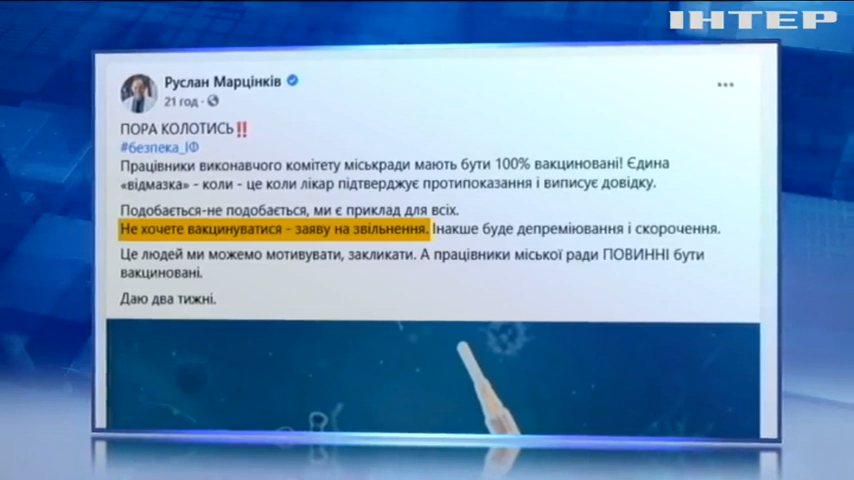 ІНТЕР
Руслан Марцінків
21 год ·
ПОРА КОЛОТИСЬ‼
#безпека_ІФ
Працівники виконавчого комітету міськради мають бути 100% вакциновані! Єдина
«відмазка» - коли - це коли лікар підтверджує протипоказання і виписує довідку.
Подобається-не подобається, ми є приклад для всіх.
Не хочете вакцинуватися - заяву на звільнення. Інакше буде депреміювання і скорочення.
Це людей ми можемо мотивувати, закликати. А працівники міської ради ПОВИННІ бути
вакциновані.
Даю два тижні.